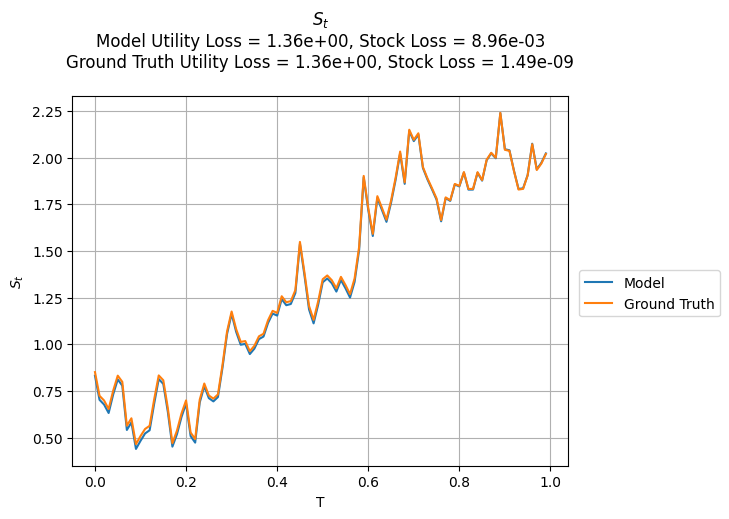 S_t
Model Utility Loss = 1.36e+00, Stock Loss = 8.96e-03
Ground Truth Utility Loss = 1.36e+00, Stock Loss = 1.49e-09
2.25
2.00
1.75
1.50
1.25
1.00
0.75
0.50
S_t
0.0 0.2 0.4 0.6 0.8 1.0
T
Model
Ground Truth